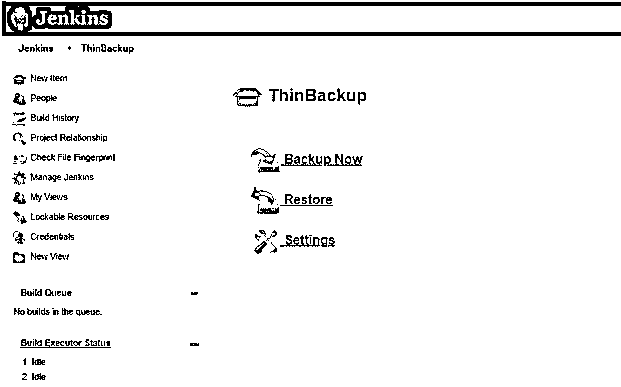 Jenkins
Jenkins • ThinBackup
New Item
People
Build History
Project Relationship
Check File Fingerprint
Manage Jenkins
My Views
Lockable Resources
Credentials
New View
Build Queue
No builds in the queue.
Build Executor Status
1 Idle
2 Idle
ThinBackup
Backup Now
Restore
Settings